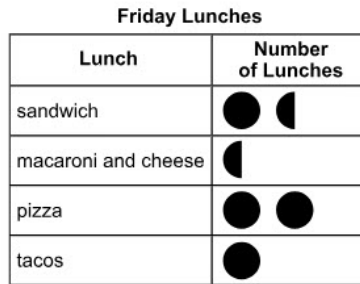 Friday Lunches
Lunch
Number
of Lunches
sandwich
macaroni and cheese
pizza
tacos